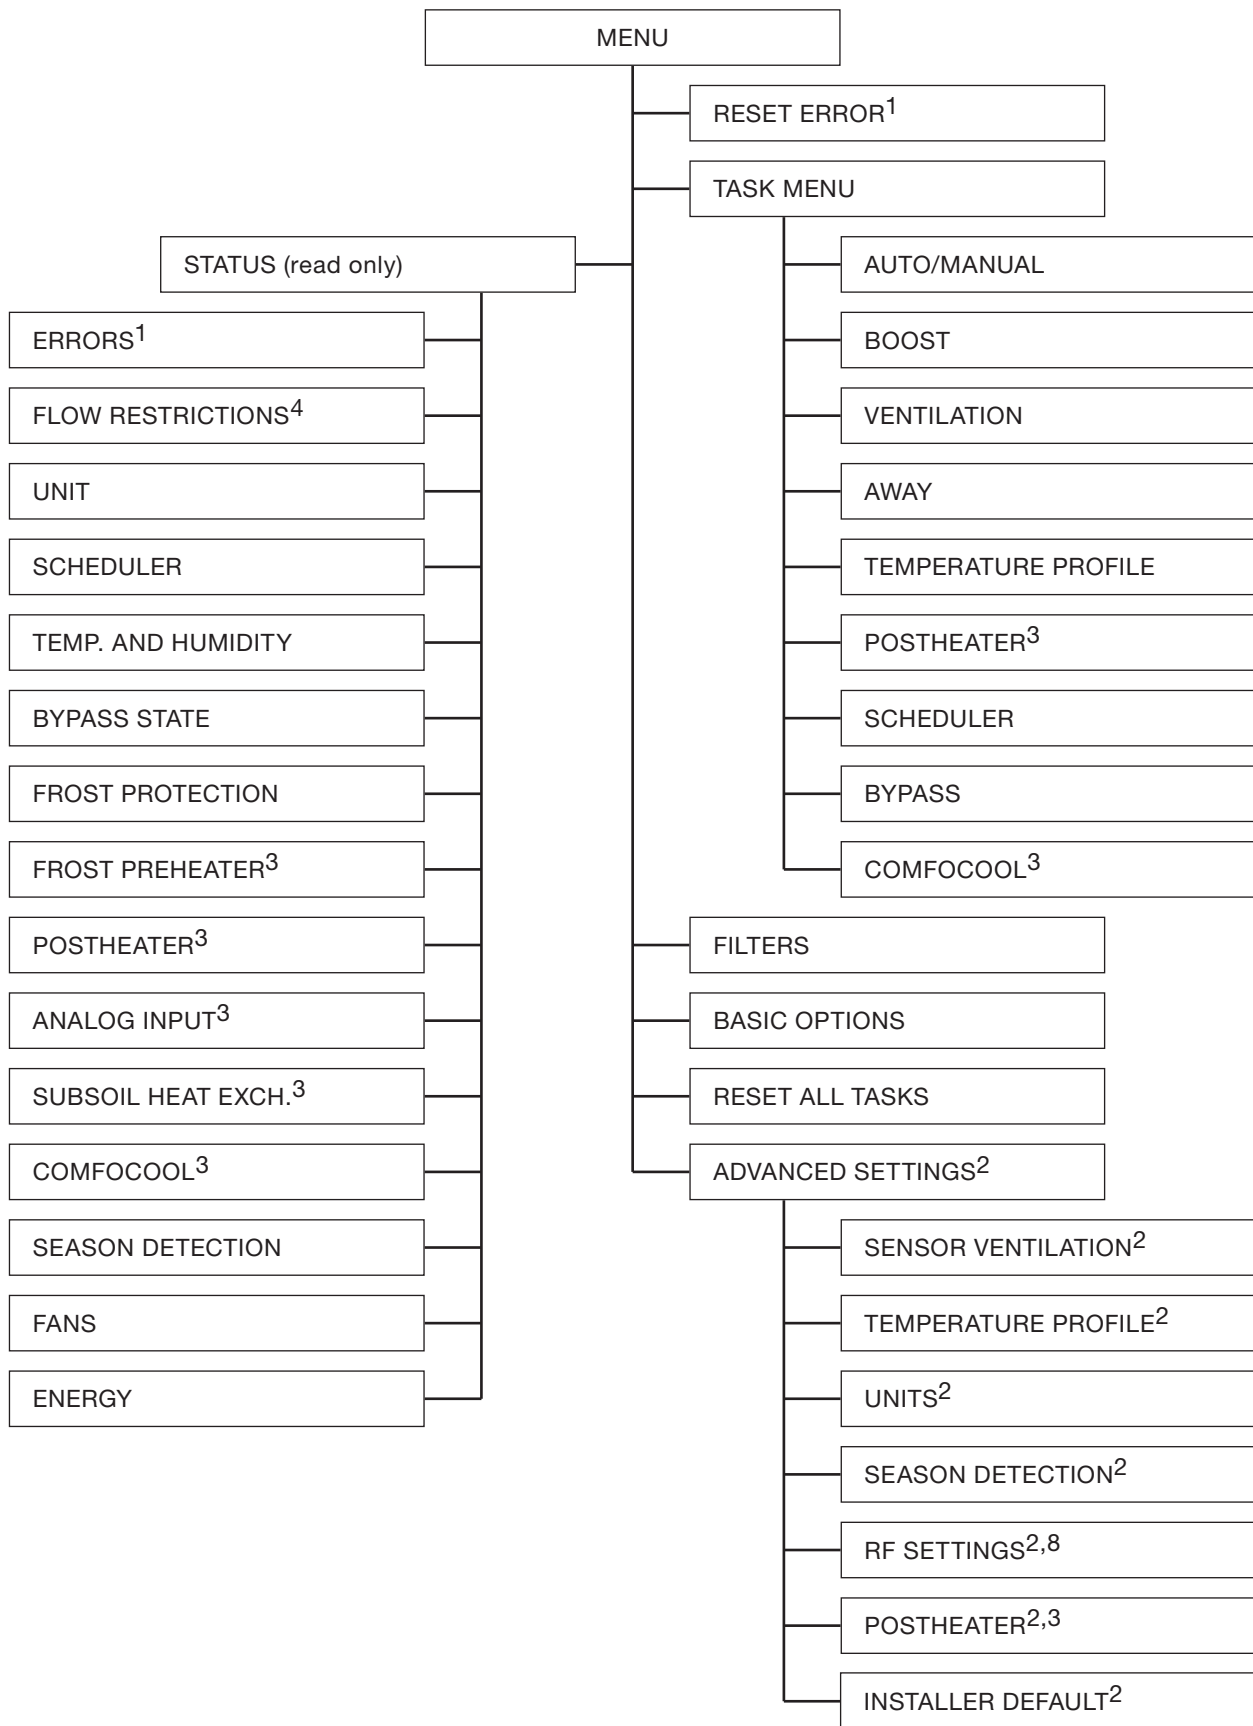 MENU
RESET ERROR1
TASK MENU
STATUS (read only)
AUTO/MANUAL
ERRORS1
BOOST
FLOW RESTRICTIONS4
VENTILATION
UNIT
AWAY
SCHEDULER
TEMPERATURE PROFILE
TEMP. AND HUMIDITY
POSTHEATER3
BYPASS STATE
SCHEDULER
FROST PROTECTION
BYPASS
FROST PREHEATER3
COMFOCOOL3
POSTHEATER3
FILTERS
ANALOG INPUT3
BASIC OPTIONS
SUBSOIL HEAT EXCH.3
RESET ALL TASKS
COMFOCOOL3
ADVANCED SETTINGS2
SEASON DETECTION
SENSOR VENTILATION2
FANS
TEMPERATURE PROFILE2
ENERGY
UNITS2
SEASON DETECTION2
RF SETTINGS2,8
POSTHEATER2,3
INSTALLER DEFAULT2